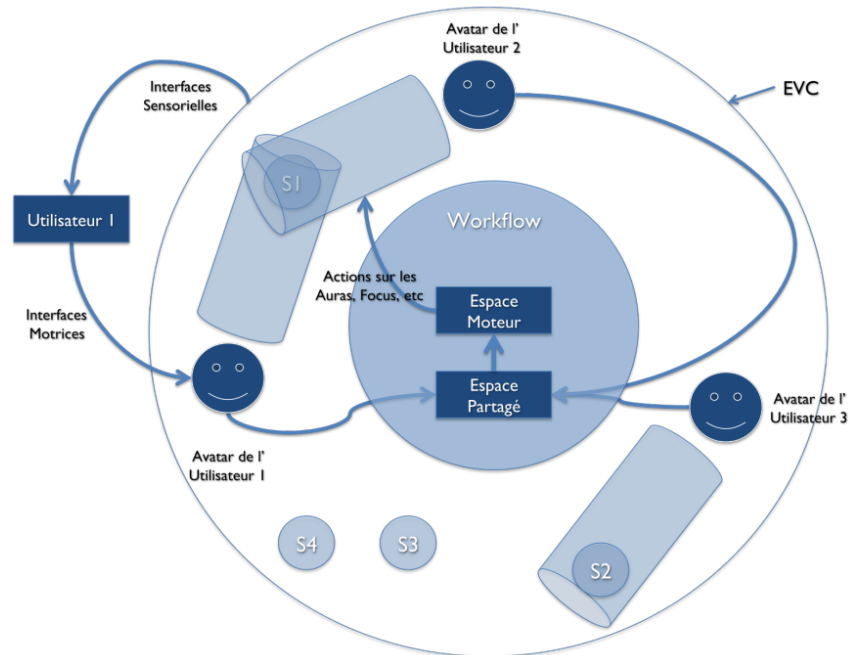 Avatar de l'
Utilisateur 2
Interfaces
Sensorielles
EVC
S1
Utilisateur 1
Workflow
Actions sur les
Auras, Focus, etc
Espace
Moteur
Interfaces
Motrices
Espace
Partagé
Avatar de l'
Utilisateur 3
Avatar de l'
Utilisateur 1
S4
S3
S2